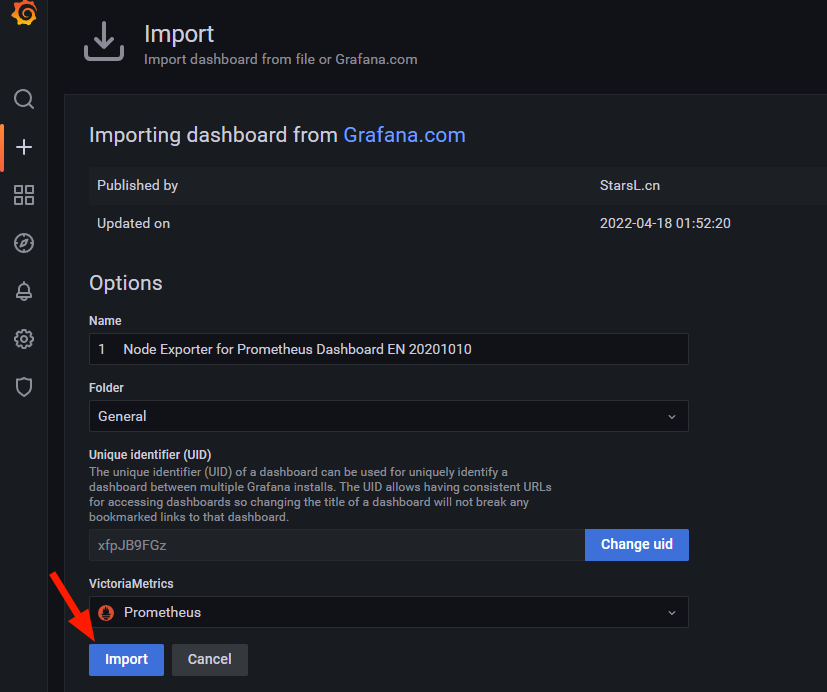 Import
Import dashboard from file or Grafana.com
Importing dashboard from Grafana.com
Published by StarsL.cn
Updated on 2022-04-18 01:52:20
Options
Name
1 Node Exporter for Prometheus Dashboard EN 20201010
Folder
General
Unique identifier (UID)
The unique identifier (UID) of a dashboard can be used for uniquely identify a
dashboard between multiple Grafana installs. The UID allows having consistent URLs
for accessing dashboards so changing the title of a dashboard will not break any
bookmarked links to that dashboard.
xfpJB9FGz Change uid
VictoriaMetrics
Prometheus
Import Cancel